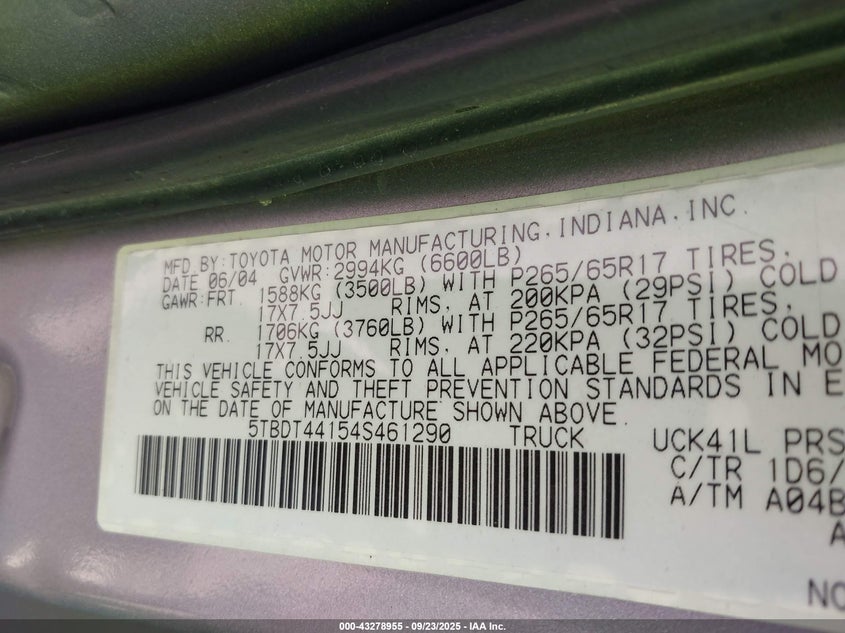 MFD.BY:TOYOTA MOTOR MANUFACTURING.INDIANA.INC.
DATE 06/04 GVWR:2994KG (6600LB)
GAWR:FRT. 1588KG (3500LB) WITH P265/65R17 TIRES.
17X7.5JJ RIMS. AT 200KPA (29PSI) COLD
RR. 1706KG (3760LB) WITH P265/65R17 TIRES.
17X7.5JJ RIMS. AT 220KPA (32PSI) COLD
THIS VEHICLE CONFORMS TO ALL APPLICABLE FEDERAL MO
VEHICLE SAFETY AND THEFT PREVENTION STANDARDS IN E
ON THE DATE OF MANUFACTURE SHOWN ABOVE.
5TBDT44154S461290 TRUCK UCK41L PRS
C/TR 1D6/
A/TM A04B
A
NO
000-43278955 - 09/23/2025 - IAA Inc.